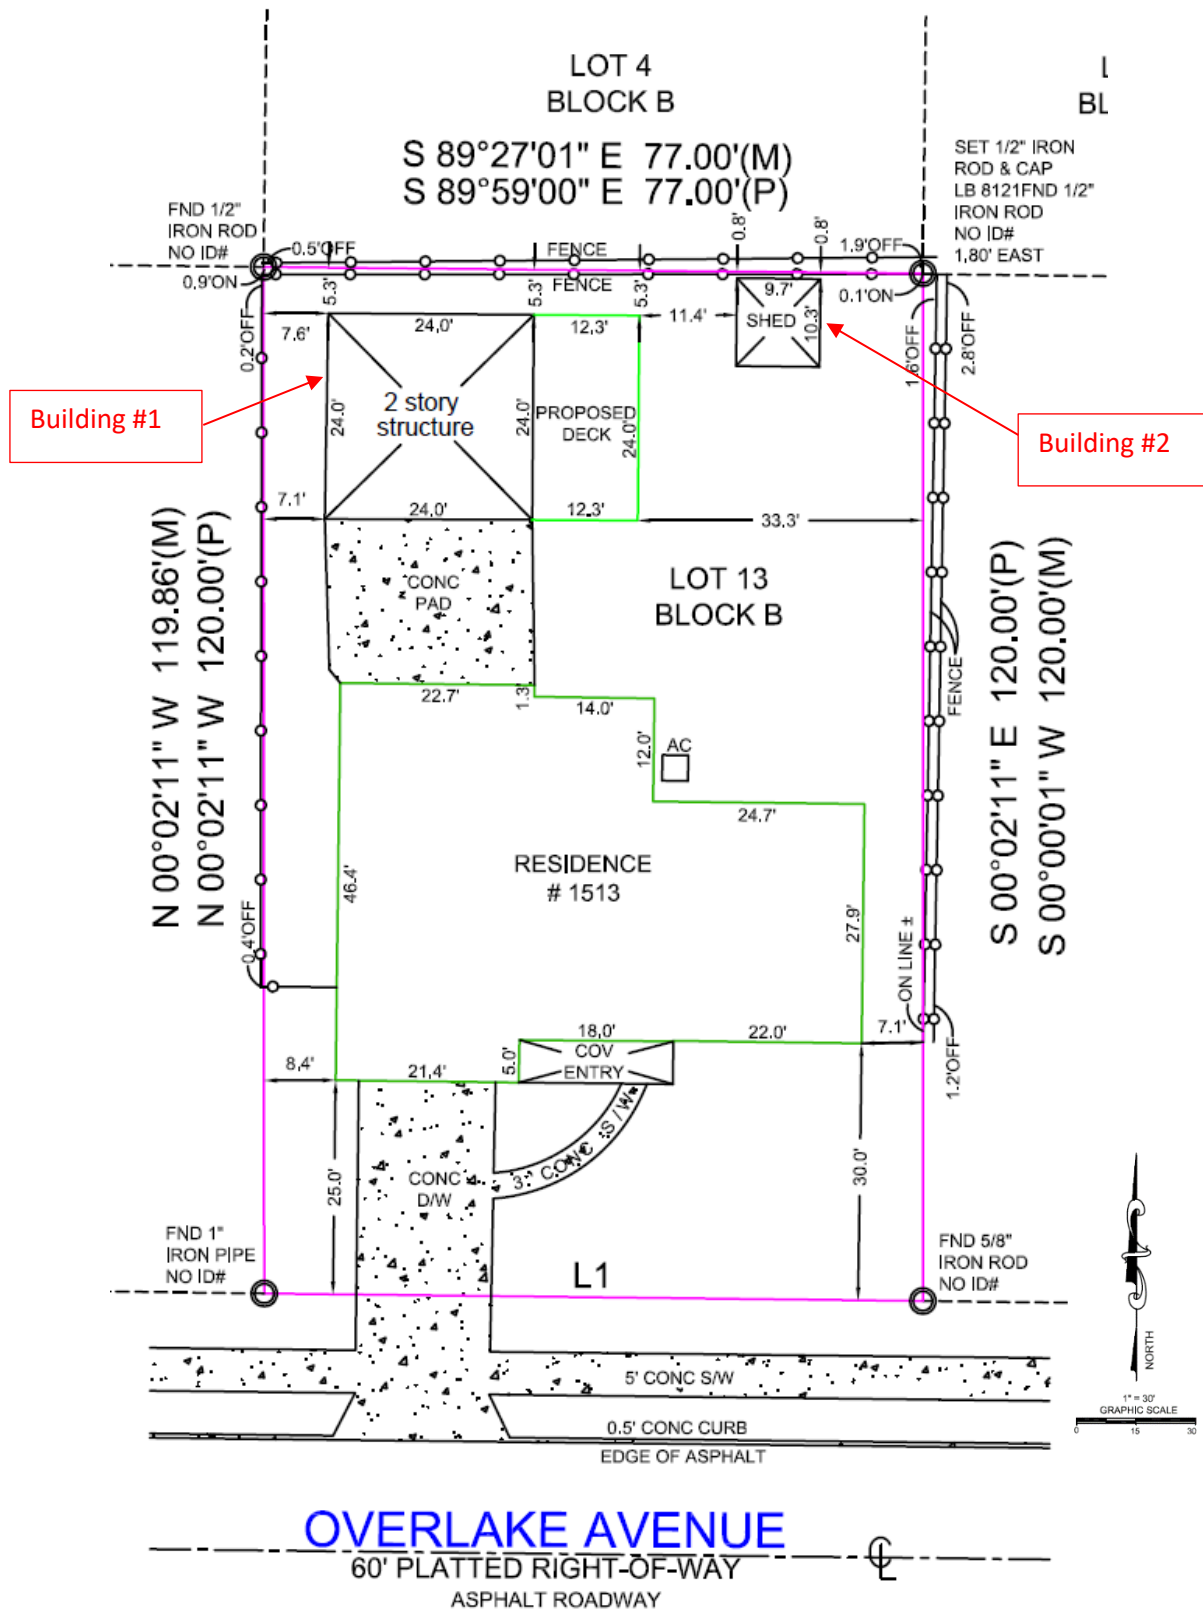 LOT 4
BLOCK B
L
BL
S 89°27'01" E  77.00'(M)
S 89°59'00" E  77.00'(P)
SET 1/2" IRON
ROD & CAP
LB 8121FND 1/2"
IRON ROD
NO ID#
1,80' EAST
FND 1/2"
IRON ROD
NO ID#
0.5'OFF
FENCE
0.8'
0.8'
1.9'OFF
0.9'ON
FENCE
5.3'
5.3'
5.3'
9.7'
0.1'ON
0.2'OFF
7.6'
24,0'
12.3'
11.4'
SHED
10.3'
1.6'OFF
2.8'OFF
Building #1
24.0'
2 story
structure
24.0'
PROPOSED
DECK
24.0'
Building #2
7.1'
24.0'
12.3'
33.3'
N 00°02'11" W  119.86'(M)
N 00°02'11" W  120.00'(P)
CONC
PAD
LOT 13
BLOCK B
S 00°02'11" E  120.00'(P)
S 00°00'01" W  120.00'(M)
FENCE
22.7'
1.3'
14.0'
12.0'
AC
24.7'
46.4'
RESIDENCE
# 1513
27.9'
0.4'OFF
ON LINE ±
18,0'
22.0'
7.1'
5.0'
COV
ENTRY
8,4'
21,4'
1.2'OFF
25.0'
CONC
D/W
3' CONC S/W
30.0'
FND 1"
IRON PIPE
NO ID#
L1
FND 5/8"
IRON ROD
NO ID#
NORTH
5' CONC S/W
1" = 30'
GRAPHIC SCALE
0 15 30
0.5' CONC CURB
EDGE OF ASPHALT
OVERLAKE AVENUE
60' PLATTED RIGHT-OF-WAY
ASPHALT ROADWAY